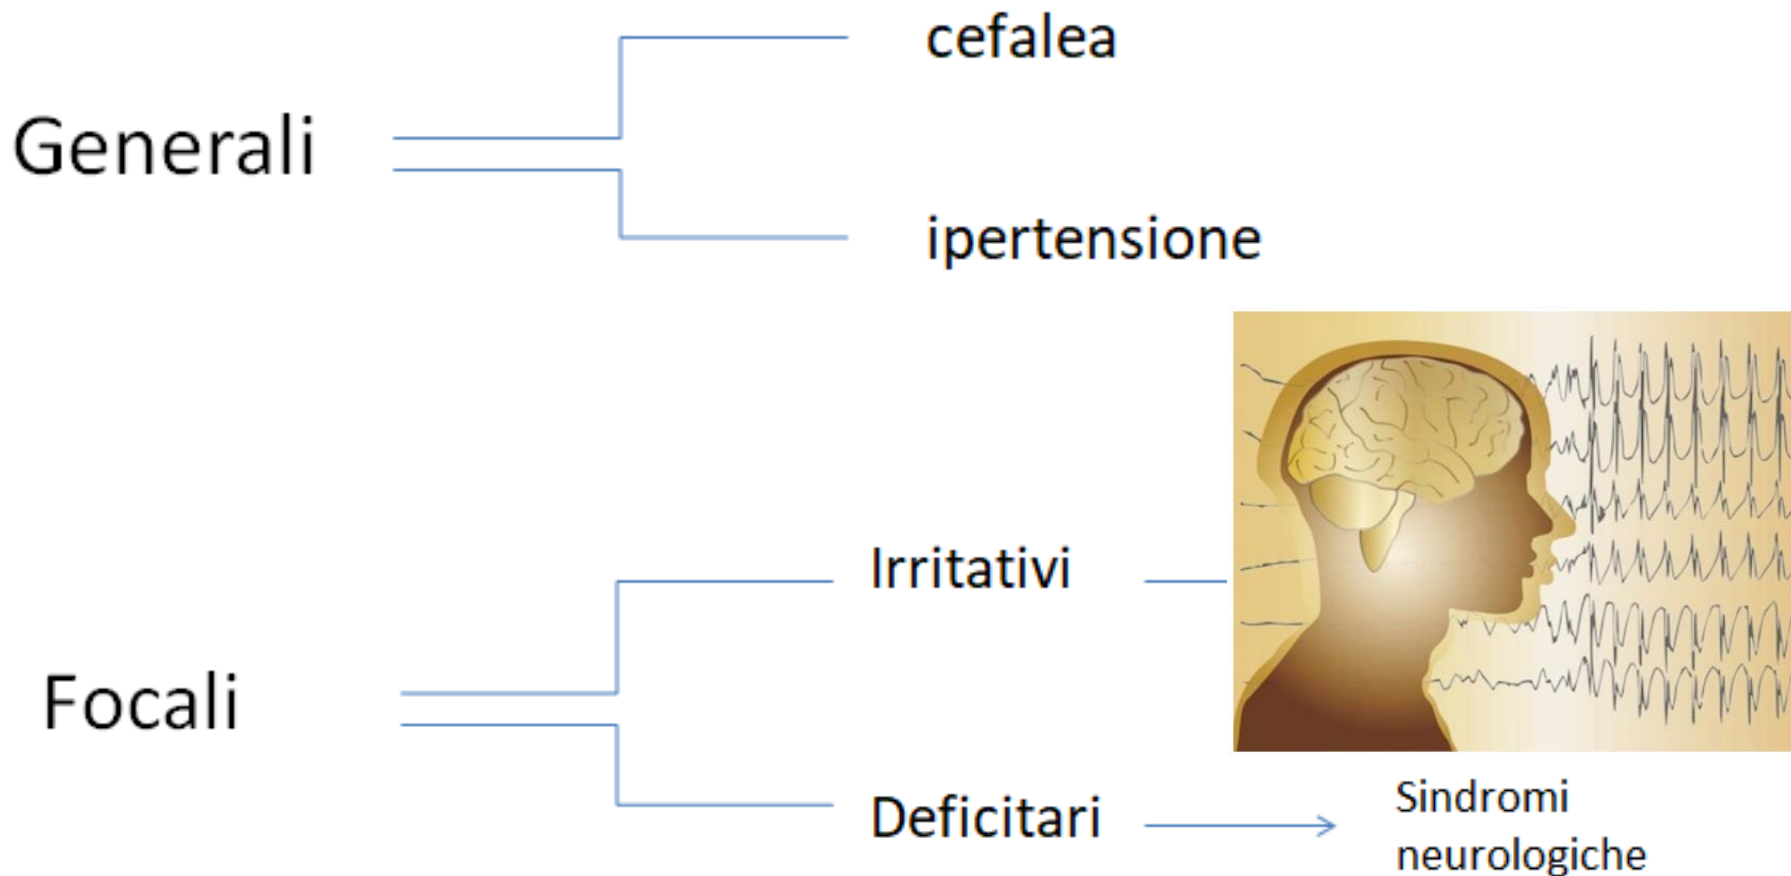 cefalea
Generali
ipertensione
Irritativi
Focali
Deficitari
Sindromi
neurologiche